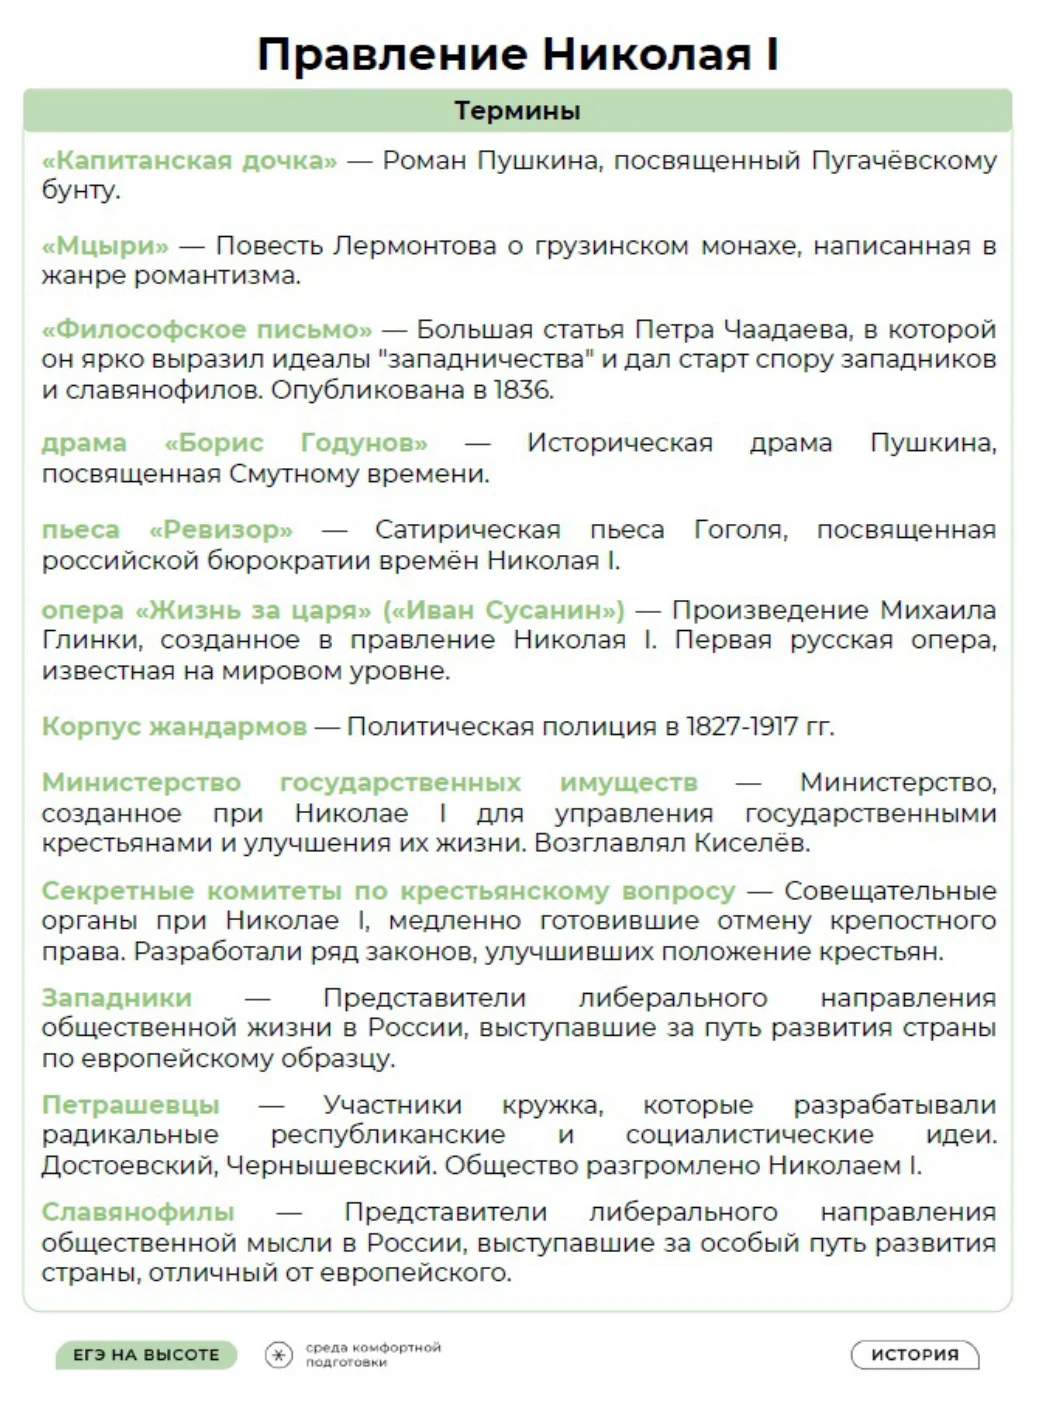 Правление Николая I
Термины
«Капитанская дочка» — Роман Пушкина, посвященный Пугачёвскому
бунту.
«Мцыри» — Повесть Лермонтова о грузинском монахе, написанная в
жанре романтизма.
«Философское письмо» — Большая статья Петра Чаадаева, в которой
он ярко выразил идеалы "западничества" и дал старт спору западников
и славянофилов. Опубликована в 1836.
драма «Борис Годунов» — Историческая драма Пушкина,
посвященная Смутному времени.
пьеса «Ревизор» — Сатирическая пьеса Гоголя, посвященная
российской бюрократии времён Николая I.
опера «Жизнь за царя» («Иван Сусанин») — Произведение Михаила
Глинки, созданное в правление Николая I. Первая русская опера,
известная на мировом уровне.
Корпус жандармов — Политическая полиция в 1827-1917 гг.
Министерство государственных имуществ — Министерство,
созданное при Николае I для управления государственными
крестьянами и улучшения их жизни. Возглавлял Киселёв.
Секретные комитеты по крестьянскому вопросу — Совещательные
органы при Николае I, медленно готовившие отмену крепостного
права. Разработали ряд законов, улучшивших положение крестьян.
Западники — Представители либерального направления
общественной жизни в России, выступавшие за путь развития страны
по европейскому образцу.
Петрашевцы — Участники кружка, которые разрабатывали
радикальные республиканские и социалистические идеи.
Достоевский, Чернышевский. Общество разгромлено Николаем I.
Славянофилы — Представители либерального направления
общественной мысли в России, выступавшие за особый путь развития
страны, отличный от европейского.
ЕГЭ НА ВЫСОТЕ
среда комфортной
подготовки
ИСТОРИЯ